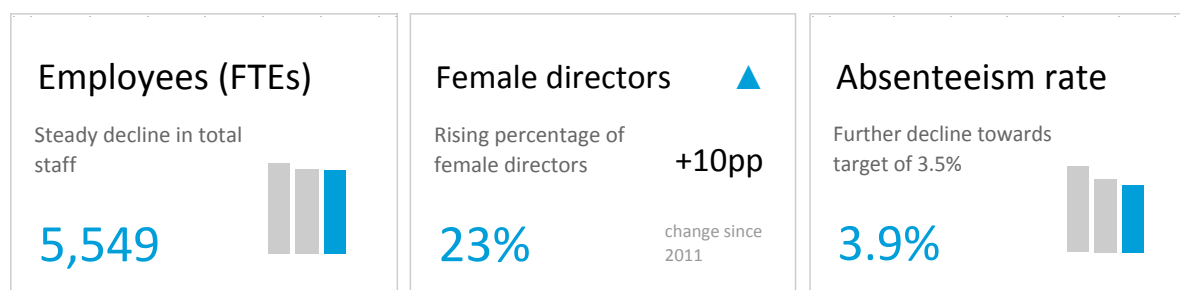 Employees (FTEs)
Steady decline in total
staff
5,549
Female directors
Rising percentage of
female directors
+10pp
23%
change since
2011
Absenteeism rate
Further decline towards
target of 3.5%
3.9%